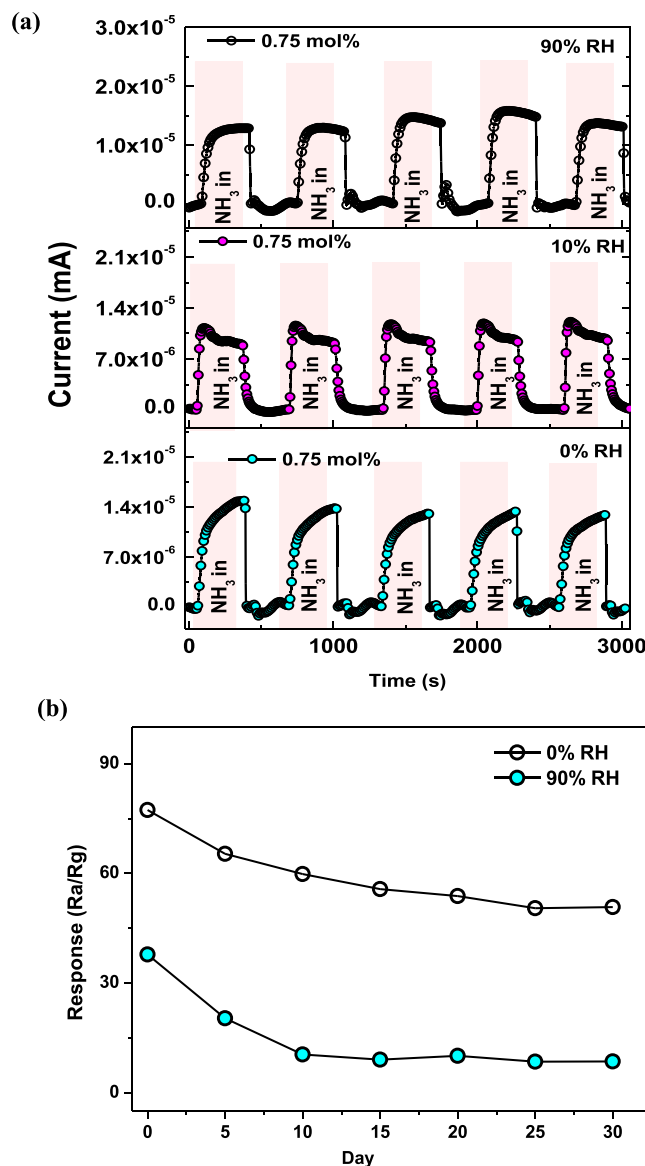 (a)
3.0x10⁻⁵
0.75 mol%
90% RH
2.0x10⁻⁵
1.0x10⁻⁵
0.0
NH₃ in
NH₃ in
NH₃ in
NH₃ in
NH₃ in
0.75 mol%
10% RH
2.1x10⁻⁵
1.4x10⁻⁵
7.0x10⁻⁶
0.0
NH₃ in
NH₃ in
NH₃ in
NH₃ in
NH₃ in
Current (mA)
0.75 mol%
0% RH
2.1x10⁻⁵
1.4x10⁻⁵
7.0x10⁻⁶
0.0
NH₃ in
NH₃ in
NH₃ in
NH₃ in
NH₃ in
0 1000 2000 3000
Time (s)
(b)
90
60
30
0
Response (Ra/Rg)
0% RH
90% RH
0 5 10 15 20 25 30
Day